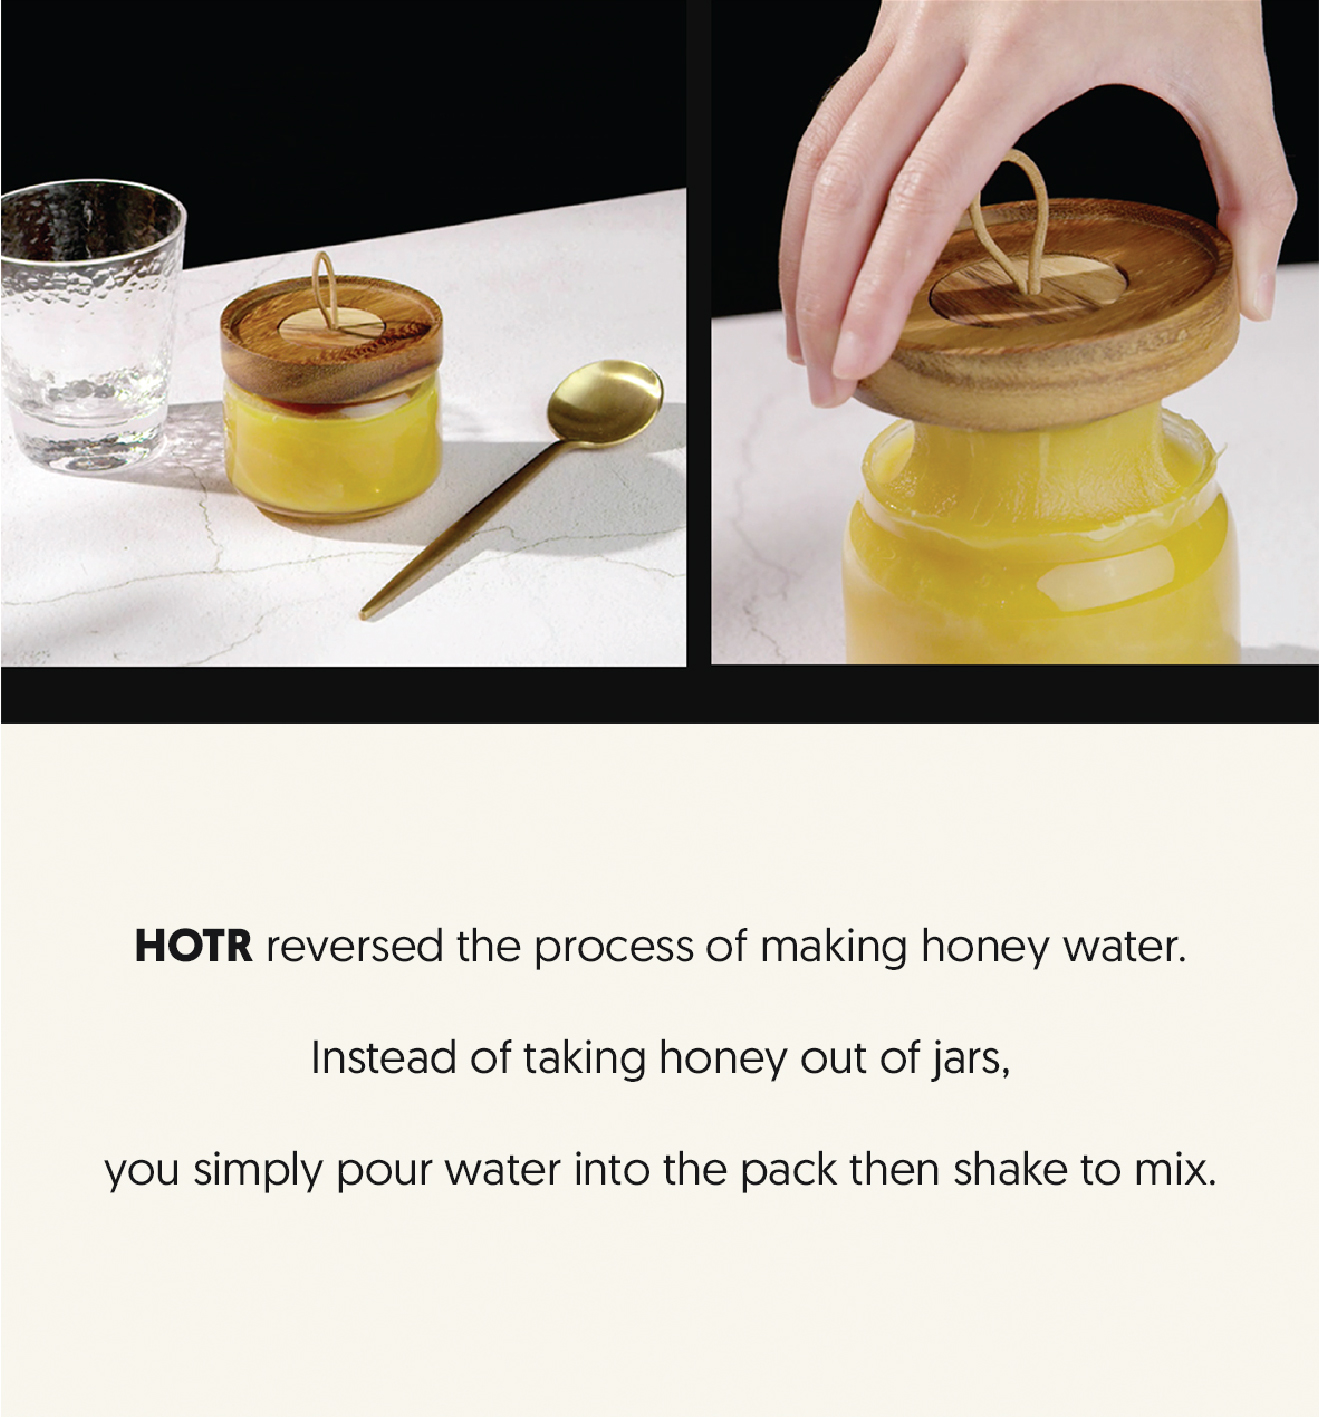 HOTR reversed the process of making honey water.
Instead of taking honey out of jars,
you simply pour water into the pack then shake to mix.